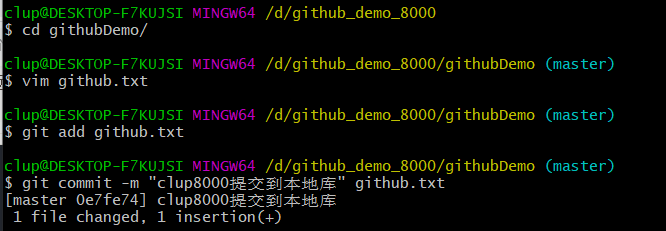 clup@DESKTOP-F7KUJSI MINGW64 /d/github_demo_8000
$ cd githubDemo/
clup@DESKTOP-F7KUJSI MINGW64 /d/github_demo_8000/githubDemo (master)
$ vim github.txt
clup@DESKTOP-F7KUJSI MINGW64 /d/github_demo_8000/githubDemo (master)
$ git add github.txt
clup@DESKTOP-F7KUJSI MINGW64 /d/github_demo_8000/githubDemo (master)
$ git commit -m "clup8000提交到本地库" github.txt
[master 0e7fe74] clup8000提交到本地库
 1 file changed, 1 insertion(+)